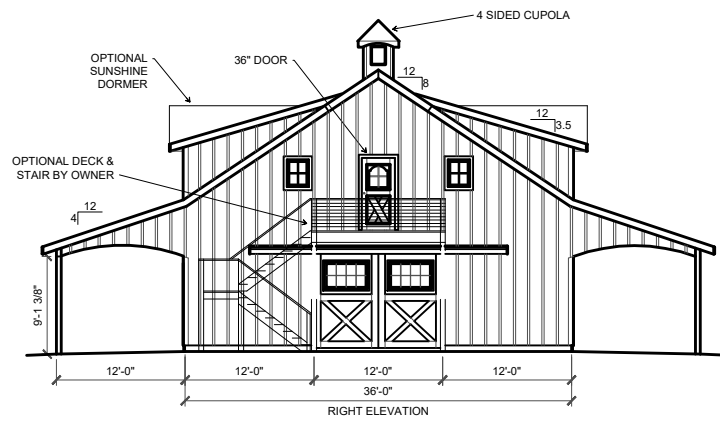 4 SIDED CUPOLA
OPTIONAL
SUNSHINE
DORMER
36" DOOR
12
8
12
3.5
OPTIONAL DECK &
STAIR BY OWNER
12
4
9'-1 3/8"
12'-0"
12'-0"
12'-0"
12'-0"
36'-0"
RIGHT ELEVATION